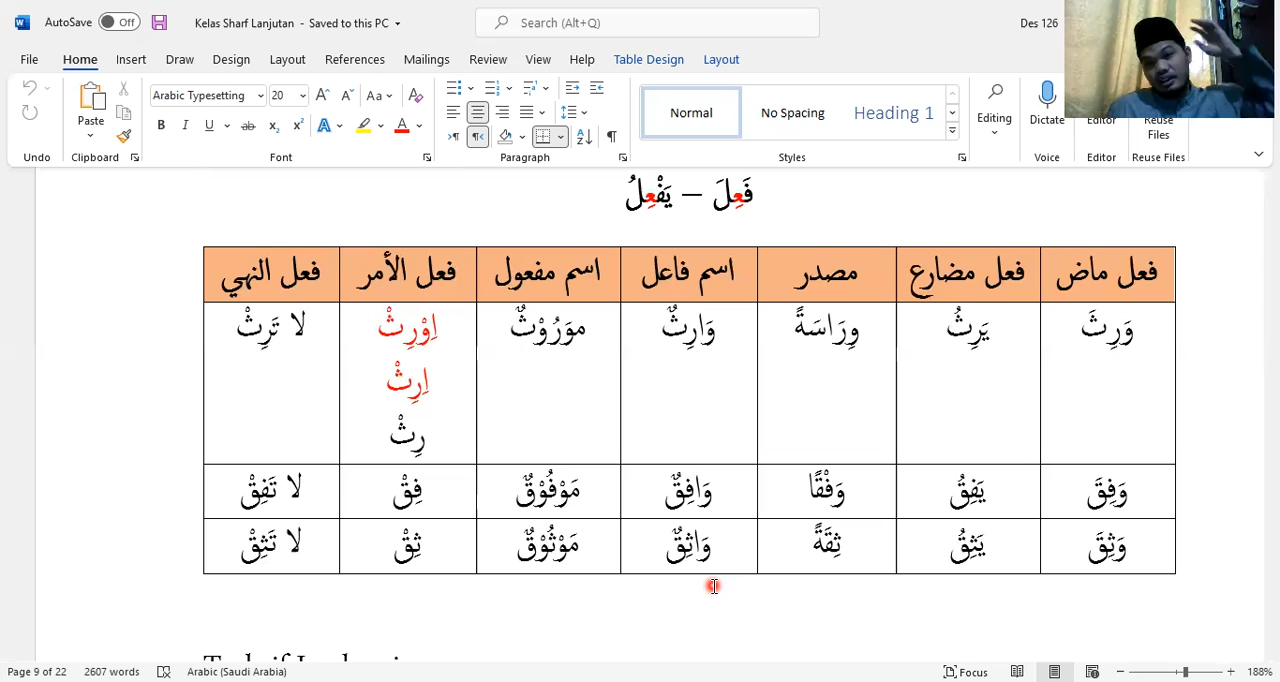 AutoSave Off Kelas Sharf Lanjutan - Saved to this PC Search (Alt+Q) Des 126
File Home Insert Draw Design Layout References Mailings Review View Help Table Design Layout
Arabic Typesetting 20 Normal No Spacing Heading 1
Paste Editing Dictate Editor Reuse Files
Undo Clipboard Font Paragraph Styles Voice Editor Reuse Files
فَعِلَ – يَفْعِلُ
فعل ماض فعل مضارع مصدر اسم فاعل اسم مفعول فعل الأمر فعل النهي
وَرِثَ يَرِثُ وِرَاسَةً وَارِثٌ موَرُوْثٌ اِوْرِثْ لا تَرِثْ
اِرِثْ
رِثْ
وَفِقَ يَفِقُ وَفْقًا وَافِقٌ مَوْفُوْقٌ فِقْ لا تَفِقْ
وَثِقَ يَثِقُ ثِقَةً وَاثِقٌ مَوْثُوْقٌ ثِقْ لا تَثِقْ
Page 9 of 22 2607 words Arabic (Saudi Arabia) Focus 188%